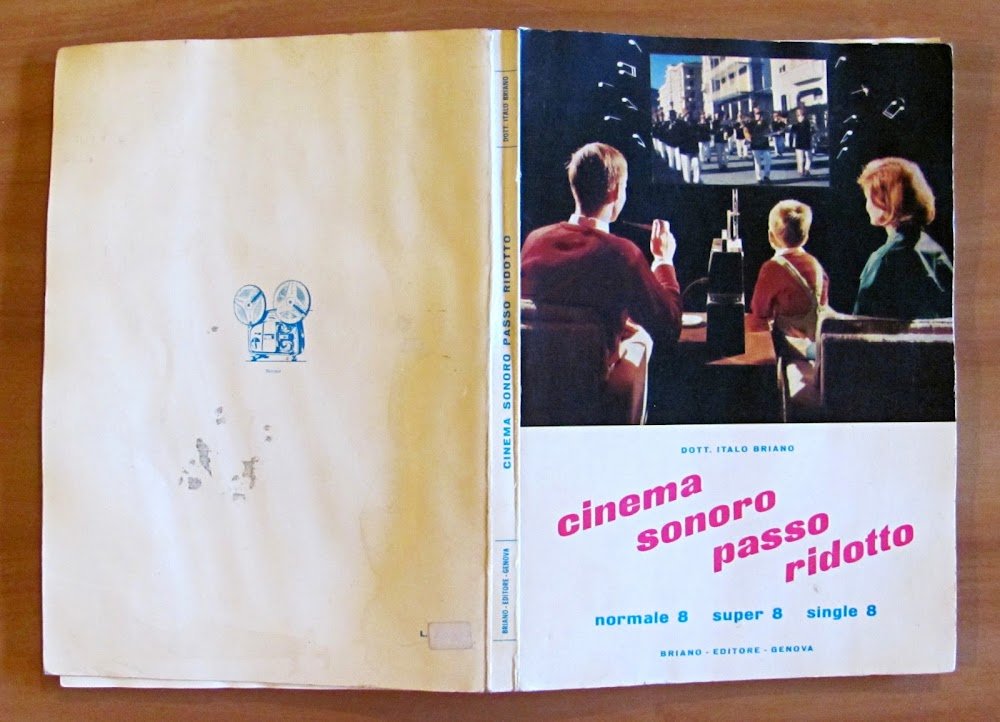 DOTT. ITALO BRIANO
CINEMA SONORO PASSO RIDOTTO
BRIANO - EDITORE - GENOVA
L.
DOTT. ITALO BRIANO
cinema
sonoro
passo
ridotto
normale 8 super 8 single 8
BRIANO - EDITORE - GENOVA